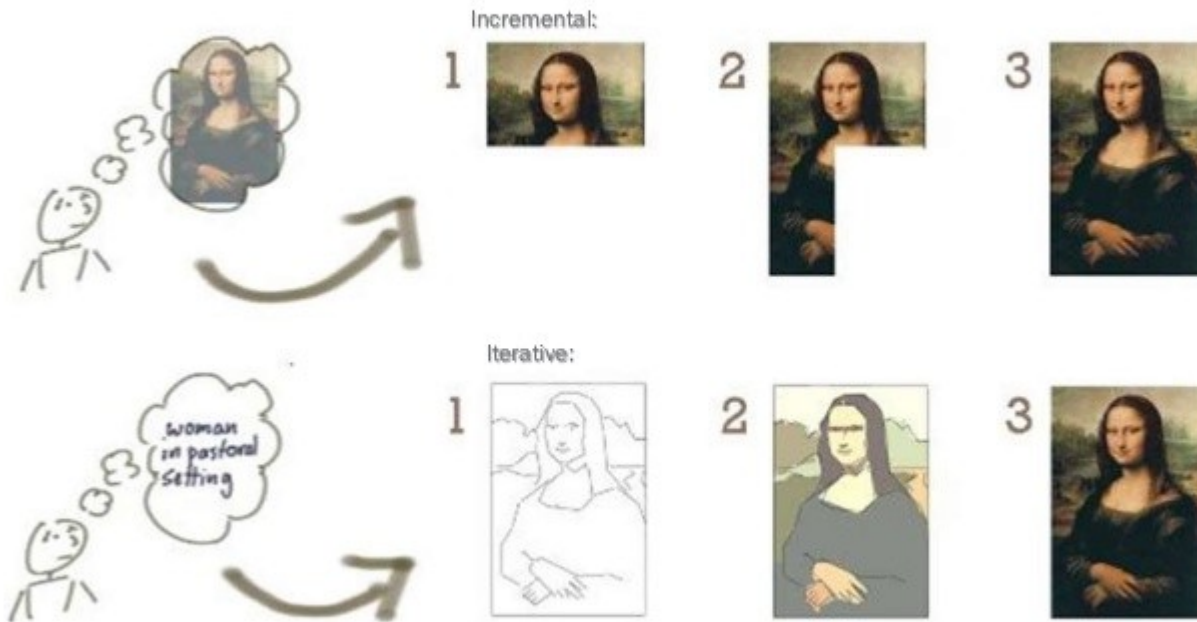 Incremental:
1
2
3
Iterative:
woman
in pastoral
setting
1
2
3